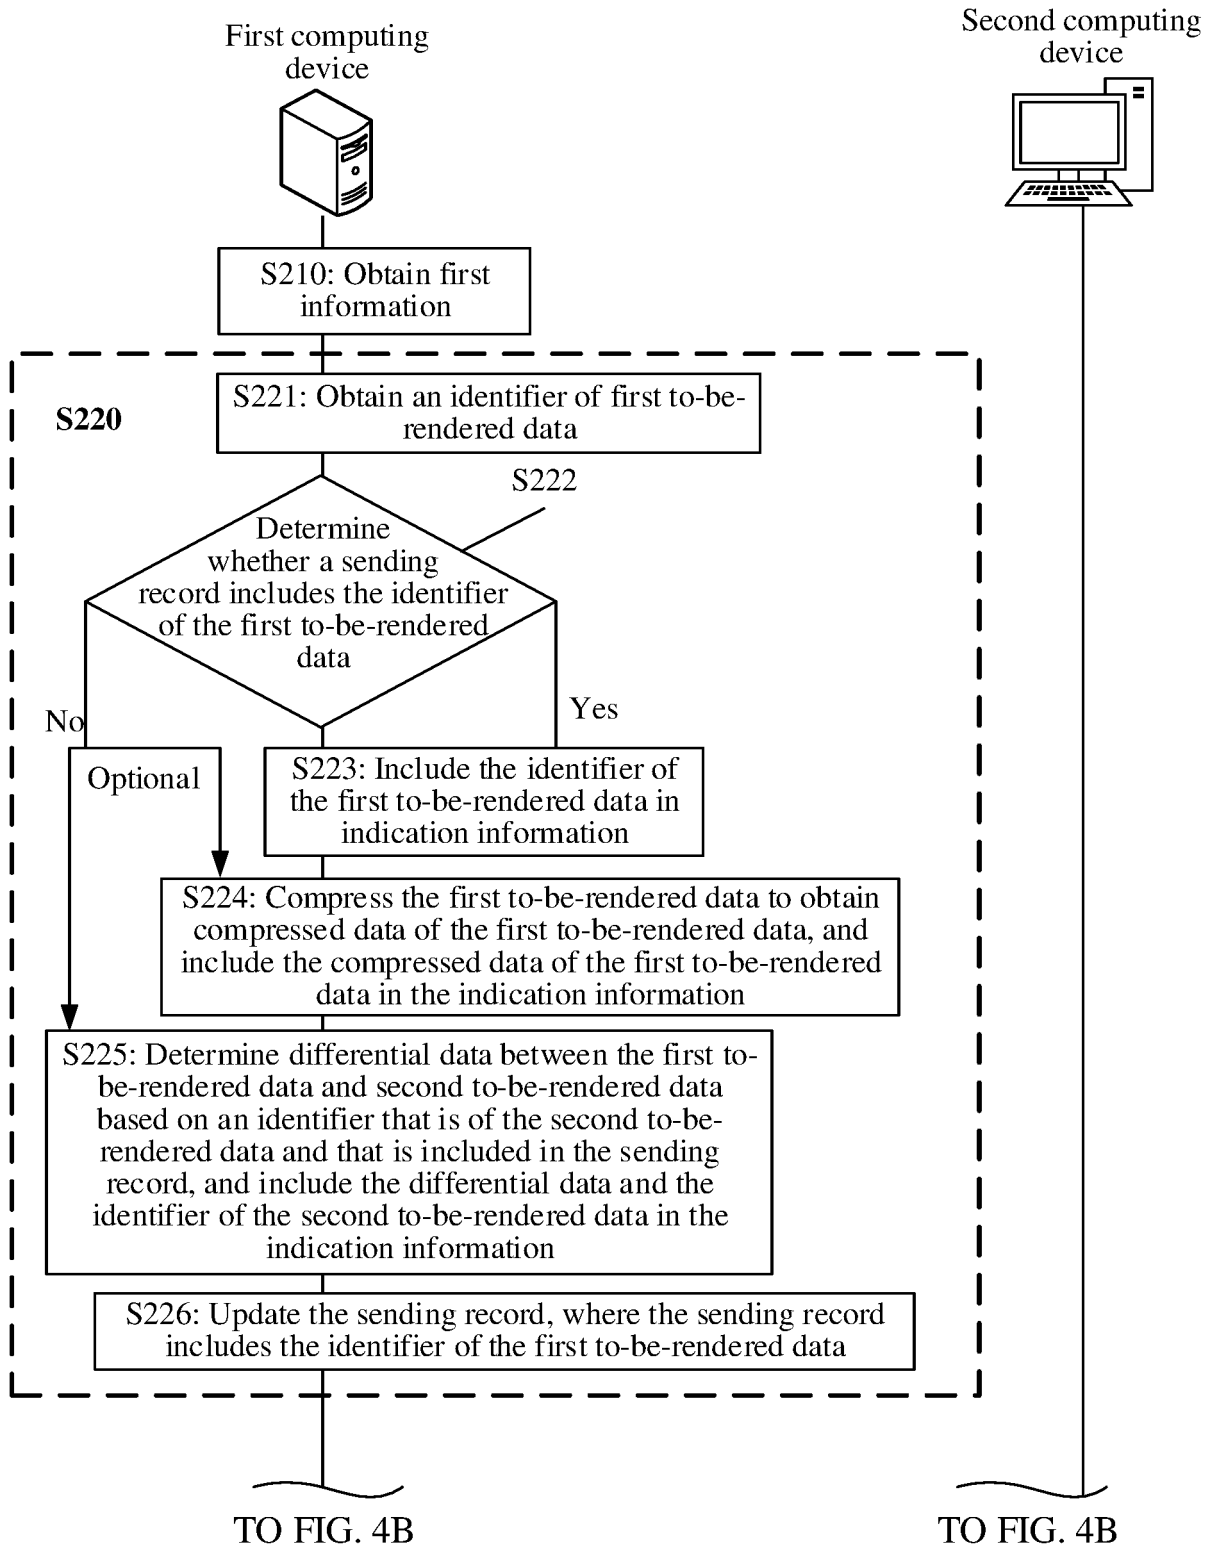 First computing
device
Second computing
device
S210: Obtain first
information
S220
S221: Obtain an identifier of first to-be-
rendered data
S222
Determine
whether a sending
record includes the identifier
of the first to-be-rendered
data
No
Yes
Optional
S223: Include the identifier of
the first to-be-rendered data in
indication information
S224: Compress the first to-be-rendered data to obtain
compressed data of the first to-be-rendered data, and
include the compressed data of the first to-be-rendered
data in the indication information
S225: Determine differential data between the first to-
be-rendered data and second to-be-rendered data
based on an identifier that is of the second to-be-
rendered data and that is included in the sending
record, and include the differential data and the
identifier of the second to-be-rendered data in the
indication information
S226: Update the sending record, where the sending record
includes the identifier of the first to-be-rendered data
TO FIG. 4B
TO FIG. 4B